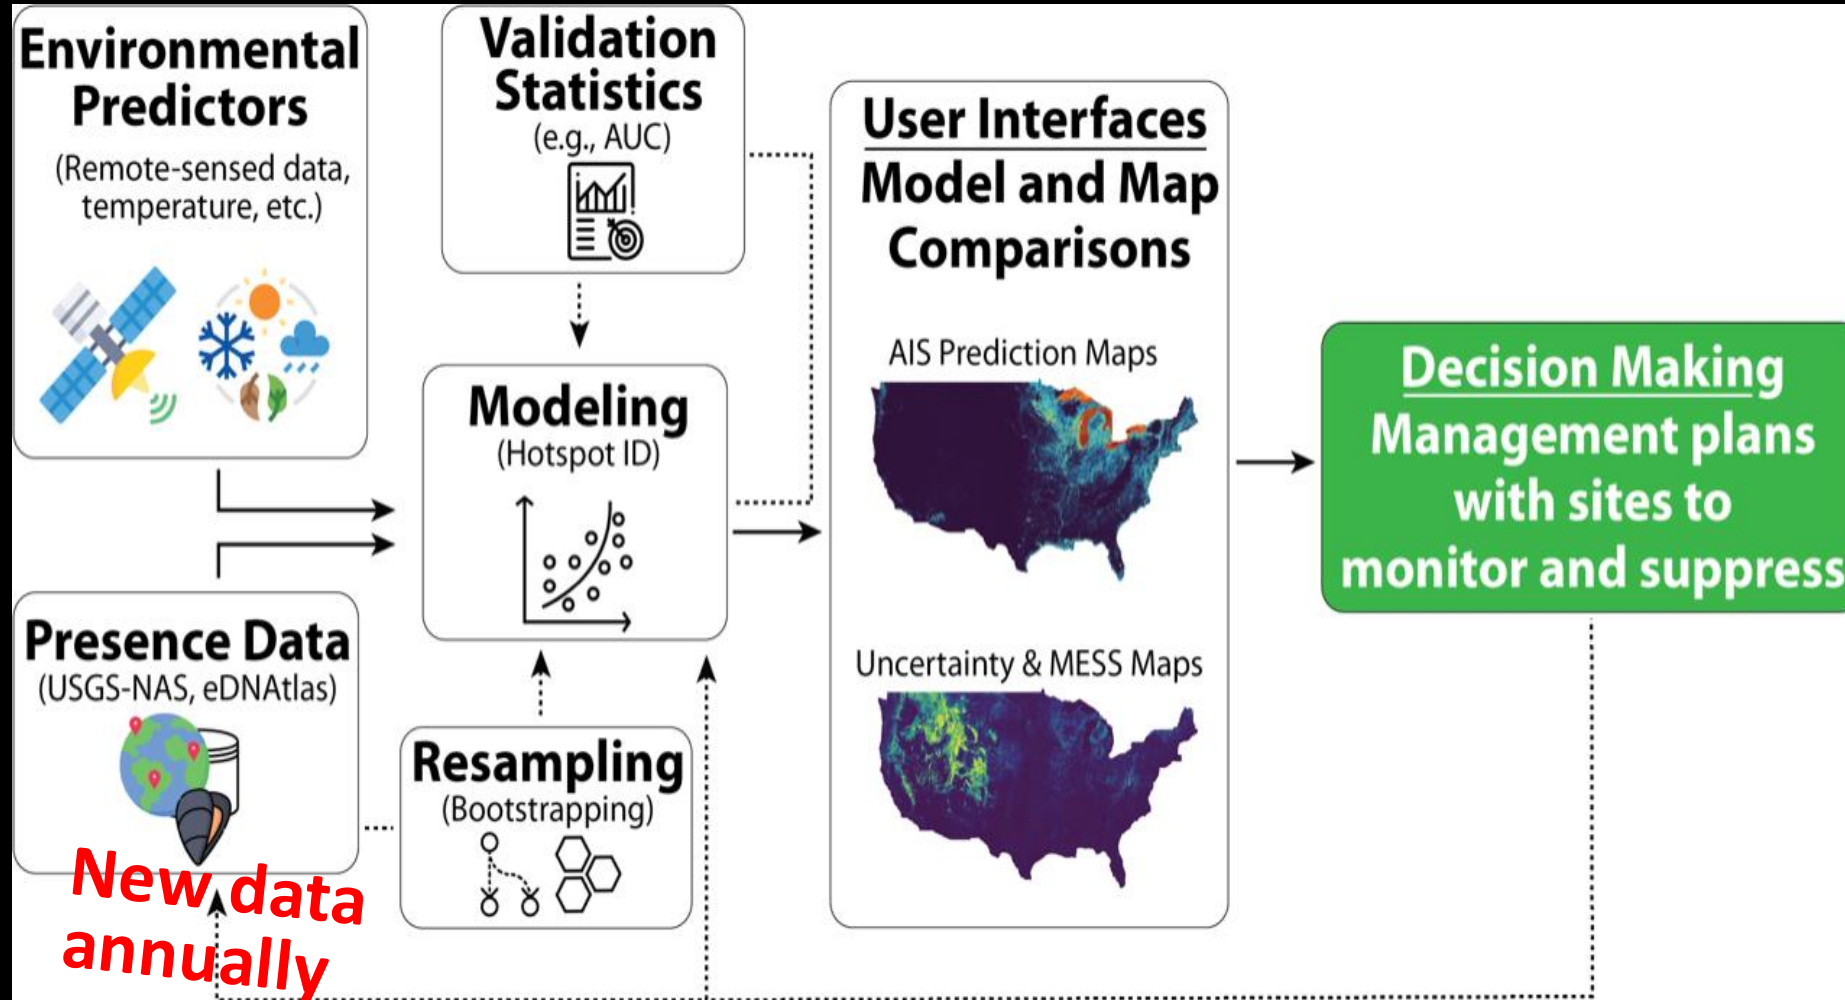 Environmental
Predictors
(Remote-sensed data,
temperature, etc.)
Validation
Statistics
(e.g., AUC)
User Interfaces
Model and Map
Comparisons
AIS Prediction Maps
Uncertainty & MESS Maps
Modeling
(Hotspot ID)
Decision Making
Management plans
with sites to
monitor and suppress
Presence Data
(USGS-NAS, eDNAtlas)
New data
annually
Resampling
(Bootstrapping)